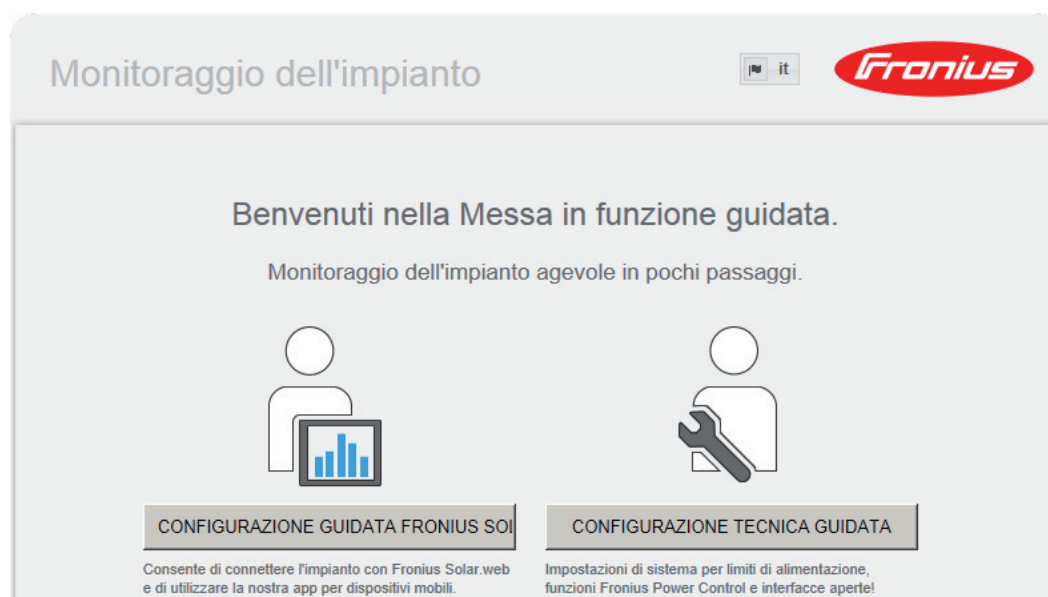 Monitoraggio dell'impianto
it
Fronius
Benvenuti nella Messa in funzione guidata.
Monitoraggio dell'impianto agevole in pochi passaggi.
CONFIGURAZIONE GUIDATA FRONIUS SOL
CONFIGURAZIONE TECNICA GUIDATA
Consente di connettere l'impianto con Fronius Solar.web
e di utilizzare la nostra app per dispositivi mobili.
Impostazioni di sistema per limiti di alimentazione,
funzioni Fronius Power Control e interfacce aperte!